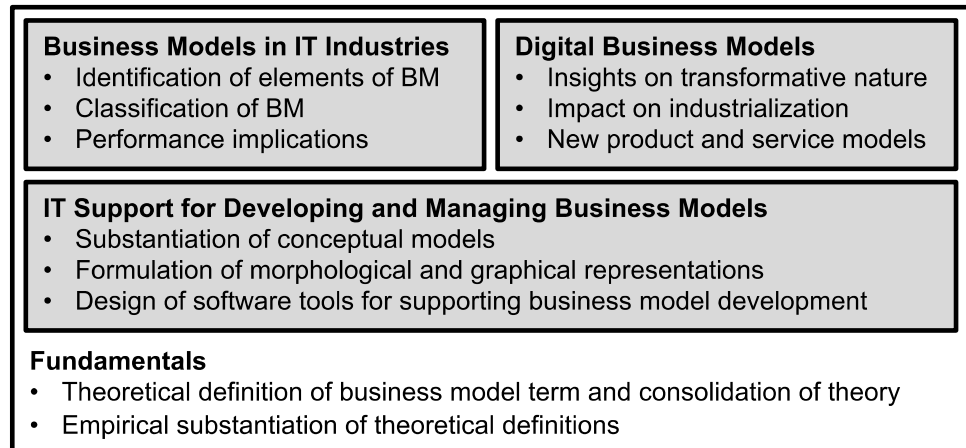 Business Models in IT Industries
• Identification of elements of BM
• Classification of BM
• Performance implications
Digital Business Models
• Insights on transformative nature
• Impact on industrialization
• New product and service models
IT Support for Developing and Managing Business Models
• Substantiation of conceptual models
• Formulation of morphological and graphical representations
• Design of software tools for supporting business model development
Fundamentals
• Theoretical definition of business model term and consolidation of theory
• Empirical substantiation of theoretical definitions